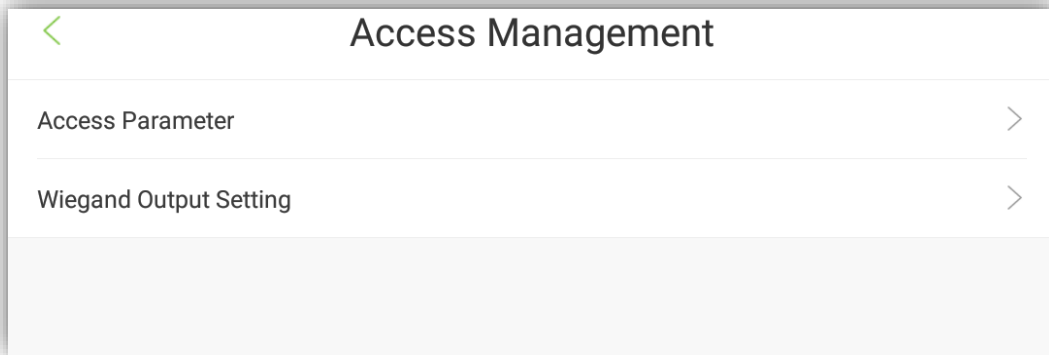 Access Management
Access Parameter
Wiegand Output Setting